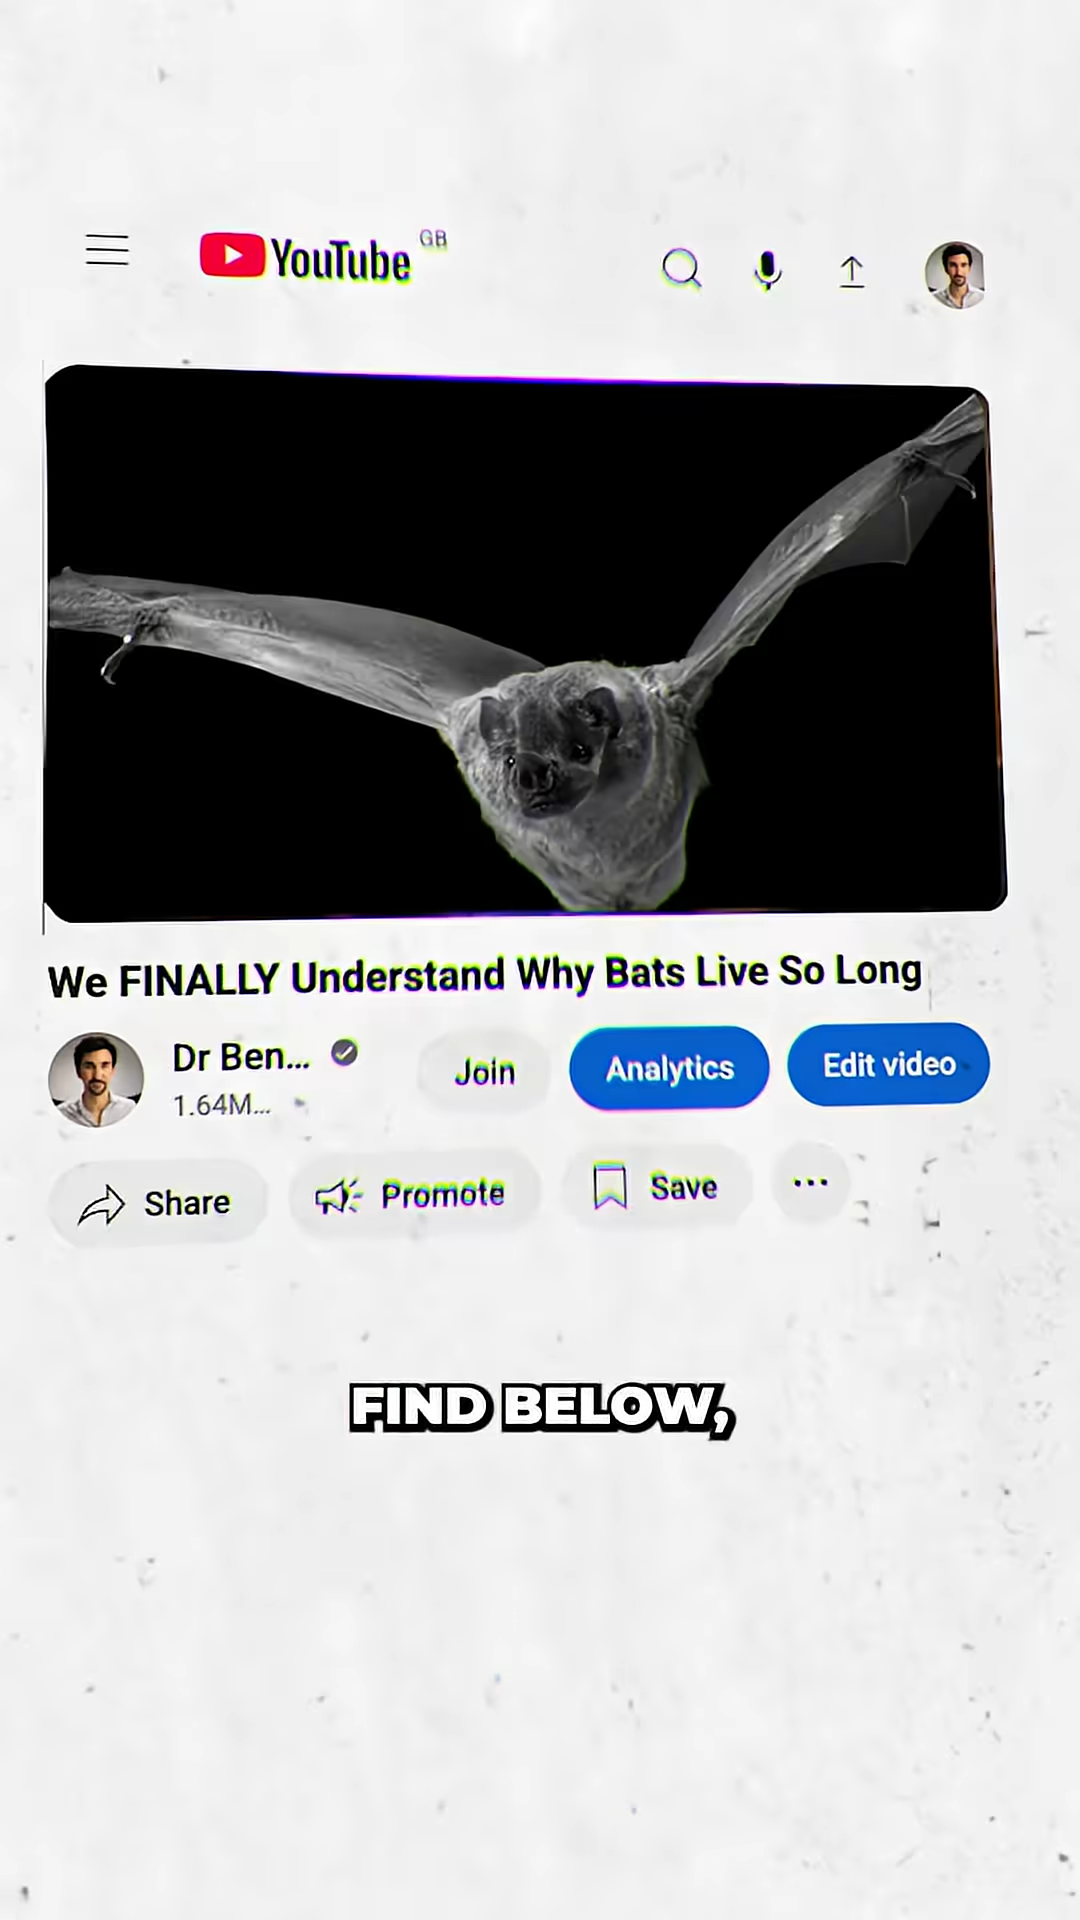 YouTube GB
We FINALLY Understand Why Bats Live So Long
Dr Ben...
1.64M...
Join
Analytics
Edit video
Share
Promote
Save
...
FIND BELOW,